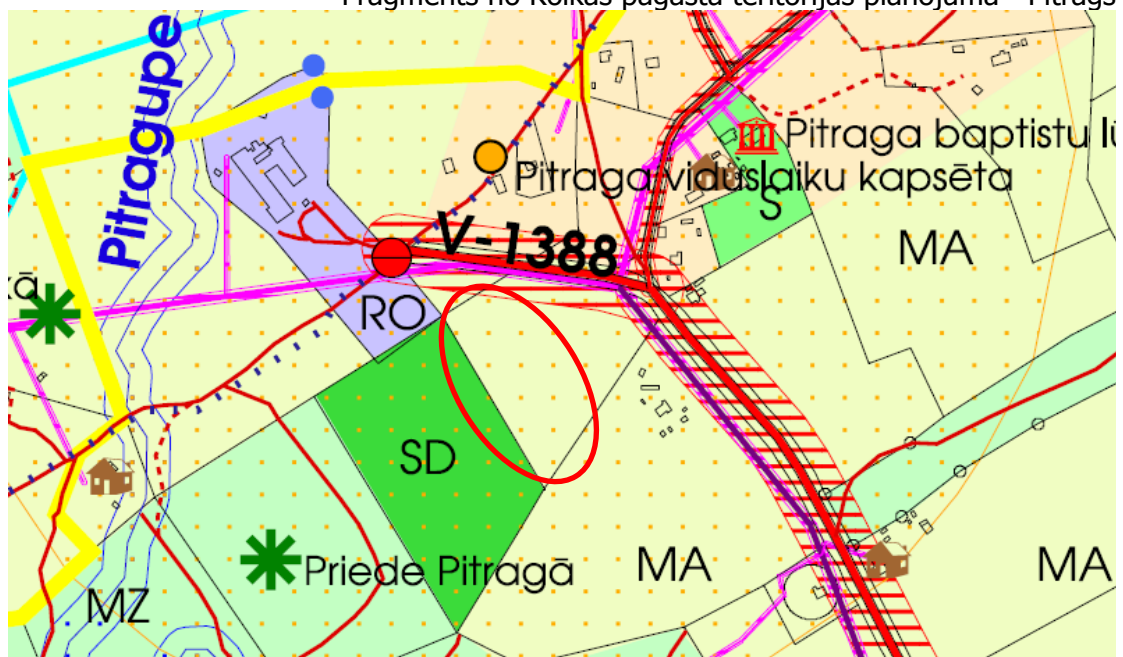 Fragments no Kolkas pagasta teritorijas plānojuma - Pitrags
Pitragupe
Pitraga baptistu lū
Pitraga viduslaiku kapsēta
S
V-1388
MA
kā
RO
SD
Priede Pitragā
MA
MA
MZ